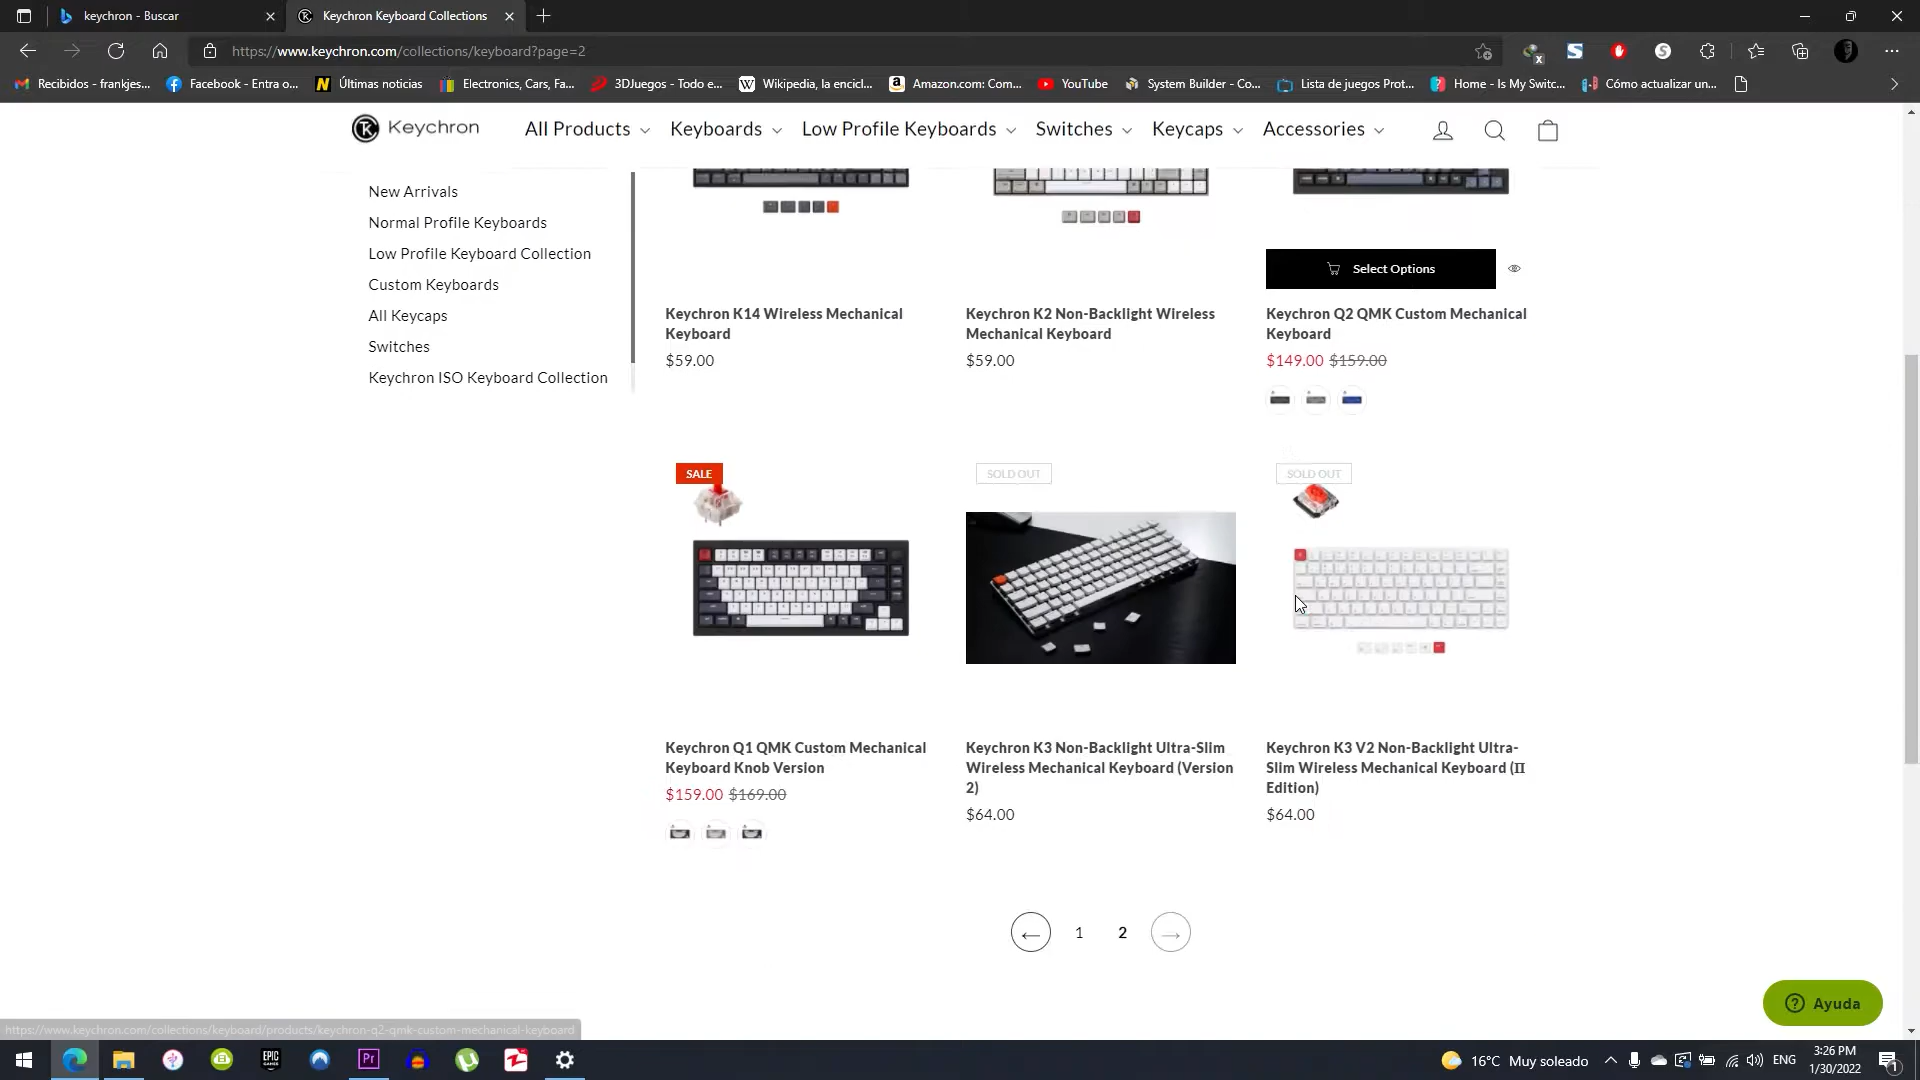 keychron - Buscar
Keychron Keyboard Collections
https://www.keychron.com/collections/keyboard?page=2
Recibidos - frankjes...
Facebook - Entra o...
Últimas noticias
Electronics, Cars, Fa...
3DJuegos - Todo e...
Wikipedia, la encicl...
Amazon.com: Com...
YouTube
System Builder - Co...
Lista de juegos Prot...
Home - Is My Switc...
Cómo actualizar un...
Keychron
All Products
Keyboards
Low Profile Keyboards
Switches
Keycaps
Accessories
New Arrivals
Normal Profile Keyboards
Low Profile Keyboard Collection
Custom Keyboards
All Keycaps
Switches
Keychron ISO Keyboard Collection
Select Options
Keychron K14 Wireless Mechanical
Keyboard
$59.00
Keychron K2 Non-Backlight Wireless
Mechanical Keyboard
$59.00
Keychron Q2 QMK Custom Mechanical
Keyboard
$149.00 $159.00
SALE
SOLD OUT
SOLD OUT
Keychron Q1 QMK Custom Mechanical
Keyboard Knob Version
$159.00 $169.00
Keychron K3 Non-Backlight Ultra-Slim
Wireless Mechanical Keyboard (Version
2)
$64.00
Keychron K3 V2 Non-Backlight Ultra-
Slim Wireless Mechanical Keyboard (II
Edition)
$64.00
1
2
Ayuda
https://www.keychron.com/collections/keyboard/products/keychron-q2-qmk-custom-mechanical-keyboard
EPIC
GAMES
Pr
16°C Muy soleado
ENG
3:26 PM
1/30/2022
1